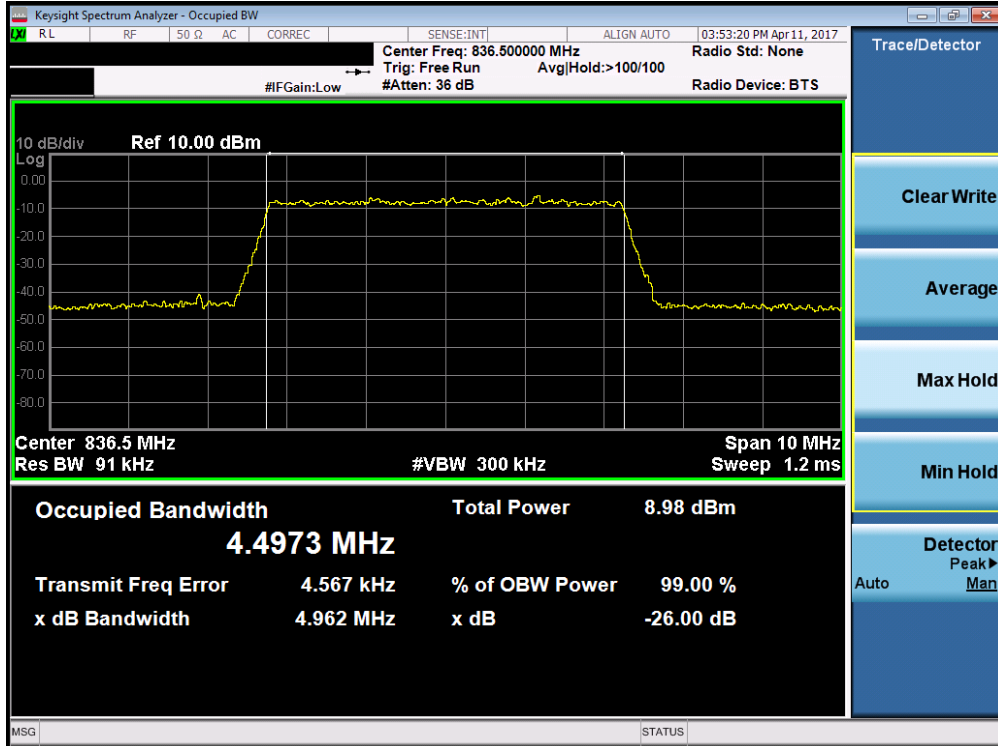 Keysight Spectrum Analyzer - Occupied BW
LXI RL RF 50 Ω AC CORREC SENSE:INT ALIGN AUTO 03:53:20 PM Apr 11, 2017
Center Freq: 836.500000 MHz Radio Std: None
Trig: Free Run Avg|Hold:>100/100
#IFGain:Low #Atten: 36 dB Radio Device: BTS
10 dB/div Ref 10.00 dBm
Log
0.00
-10.0
-20.0
-30.0
-40.0
-50.0
-60.0
-70.0
-80.0
Center 836.5 MHz Span 10 MHz
Res BW 91 kHz #VBW 300 kHz Sweep 1.2 ms
Occupied Bandwidth Total Power 8.98 dBm
4.4973 MHz
Transmit Freq Error 4.567 kHz % of OBW Power 99.00 %
x dB Bandwidth 4.962 MHz x dB -26.00 dB
MSG STATUS
Trace/Detector
Clear Write
Average
Max Hold
Min Hold
Detector
Peak▶
Auto Man